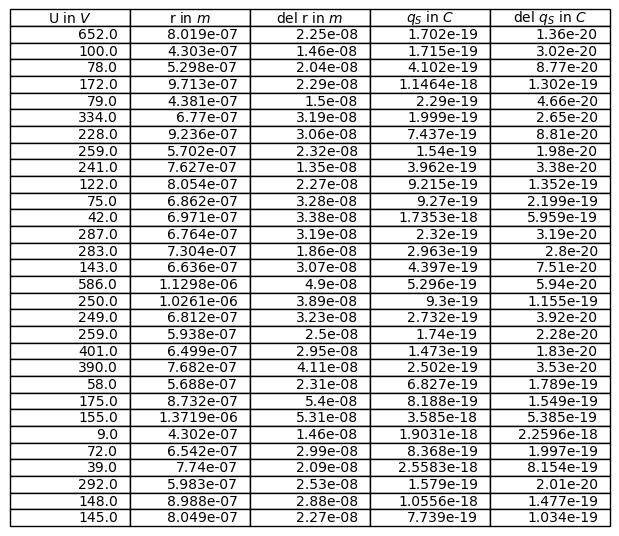 U in V r in m del r in m qS in C del qS in C
652.0 8.019e-07 2.25e-08 1.702e-19 1.36e-20
100.0 4.303e-07 1.46e-08 1.715e-19 3.02e-20
78.0 5.298e-07 2.04e-08 4.102e-19 8.77e-20
172.0 9.713e-07 2.29e-08 1.1464e-18 1.302e-19
79.0 4.381e-07 1.5e-08 2.29e-19 4.66e-20
334.0 6.77e-07 3.19e-08 1.999e-19 2.65e-20
228.0 9.236e-07 3.06e-08 7.437e-19 8.81e-20
259.0 5.702e-07 2.32e-08 1.54e-19 1.98e-20
241.0 7.627e-07 1.35e-08 3.962e-19 3.38e-20
122.0 8.054e-07 2.27e-08 9.215e-19 1.352e-19
75.0 6.862e-07 3.28e-08 9.27e-19 2.199e-19
42.0 6.971e-07 3.38e-08 1.7353e-18 5.959e-19
287.0 6.764e-07 3.19e-08 2.32e-19 3.19e-20
283.0 7.304e-07 1.86e-08 2.963e-19 2.8e-20
143.0 6.636e-07 3.07e-08 4.397e-19 7.51e-20
586.0 1.1298e-06 4.9e-08 5.296e-19 5.94e-20
250.0 1.0261e-06 3.89e-08 9.3e-19 1.155e-19
249.0 6.812e-07 3.23e-08 2.732e-19 3.92e-20
259.0 5.938e-07 2.5e-08 1.74e-19 2.28e-20
401.0 6.499e-07 2.95e-08 1.473e-19 1.83e-20
390.0 7.682e-07 4.11e-08 2.502e-19 3.53e-20
58.0 5.688e-07 2.31e-08 6.827e-19 1.789e-19
175.0 8.732e-07 5.4e-08 8.188e-19 1.549e-19
155.0 1.3719e-06 5.31e-08 3.585e-18 5.385e-19
9.0 4.302e-07 1.46e-08 1.9031e-18 2.2596e-18
72.0 6.542e-07 2.99e-08 8.368e-19 1.997e-19
39.0 7.74e-07 2.09e-08 2.5583e-18 8.154e-19
292.0 5.983e-07 2.53e-08 1.579e-19 2.01e-20
148.0 8.988e-07 2.88e-08 1.0556e-18 1.477e-19
145.0 8.049e-07 2.27e-08 7.739e-19 1.034e-19